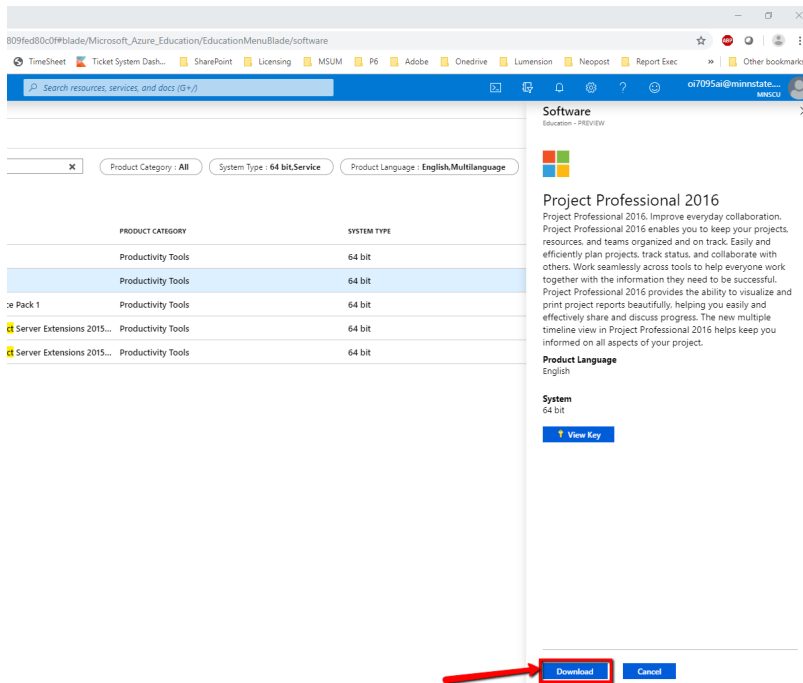 809fed80c0f#blade/Microsoft_Azure_Education/EducationMenuBlade/software
ABP
TimeSheet Ticket System Dash... SharePoint Licensing MSUM P6 Adobe Onedrive Lumension Neopost Report Exec » Other bookmarks
Search resources, services, and docs (G+/)
oi7095ai@minnstate....
MNSCU
Software
Education - PREVIEW
Product Category : All
System Type : 64 bit,Service
Product Language : English,Multilanguage
Project Professional 2016
Project Professional 2016. Improve everyday collaboration.
Project Professional 2016 enables you to keep your projects,
resources, and teams organized and on track. Easily and
efficiently plan projects, track status, and collaborate with
others. Work seamlessly across tools to help everyone work
together with the information they need to be successful.
Project Professional 2016 provides the ability to visualize and
print project reports beautifully, helping you easily and
effectively share and discuss progress. The new multiple
timeline view in Project Professional 2016 helps keep you
informed on all aspects of your project.
Product Language
English
System
64 bit
View Key
PRODUCT CATEGORY SYSTEM TYPE
Productivity Tools 64 bit
Productivity Tools 64 bit
ce Pack 1 Productivity Tools 64 bit
ct Server Extensions 2015... Productivity Tools 64 bit
ct Server Extensions 2015... Productivity Tools 64 bit
Download Cancel